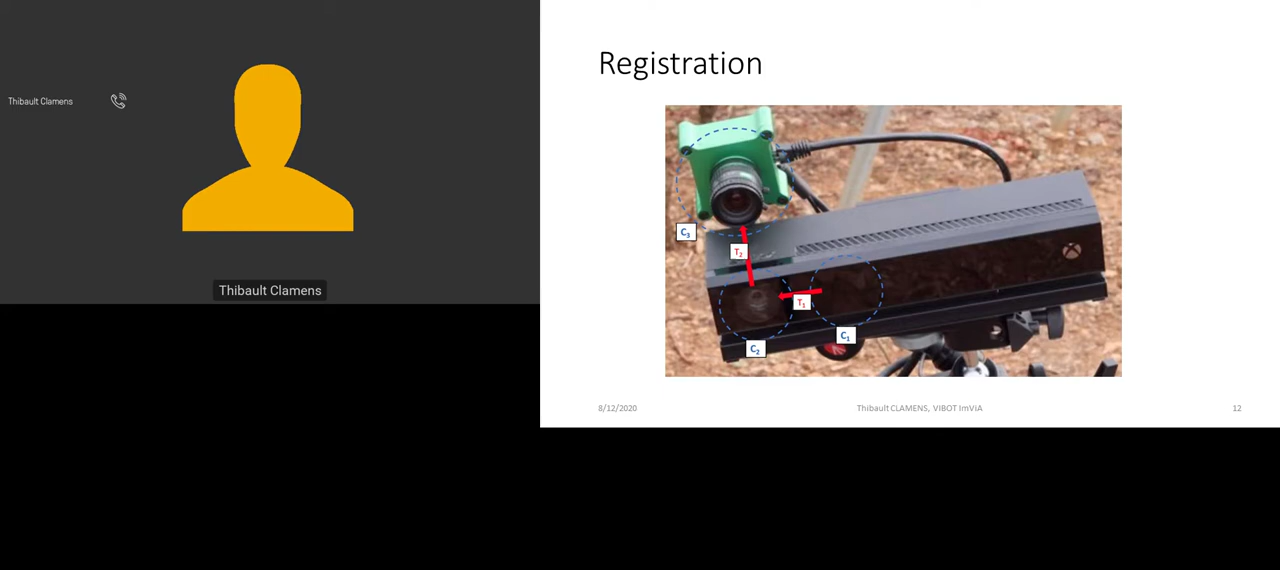 Thibault Clamens
Thibault Clamens
Registration
C3
T2
T1
C1
C2
8/12/2020
Thibault CLAMENS, VIBOT ImViA
12